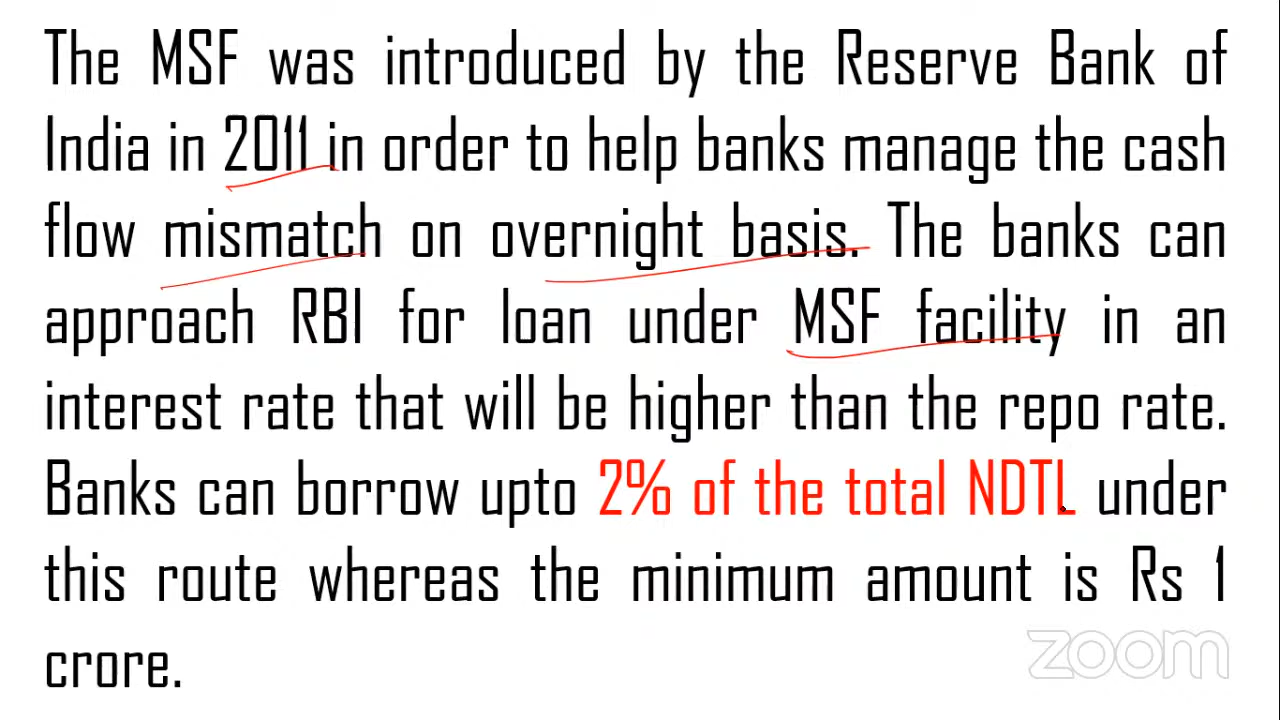 The MSF was introduced by the Reserve Bank of
India in 2011 in order to help banks manage the cash
flow mismatch on overnight basis. The banks can
approach RBI for loan under MSF facility in an
interest rate that will be higher than the repo rate.
Banks can borrow upto 2% of the total NDTL under
this route whereas the minimum amount is Rs 1
crore.
zoom